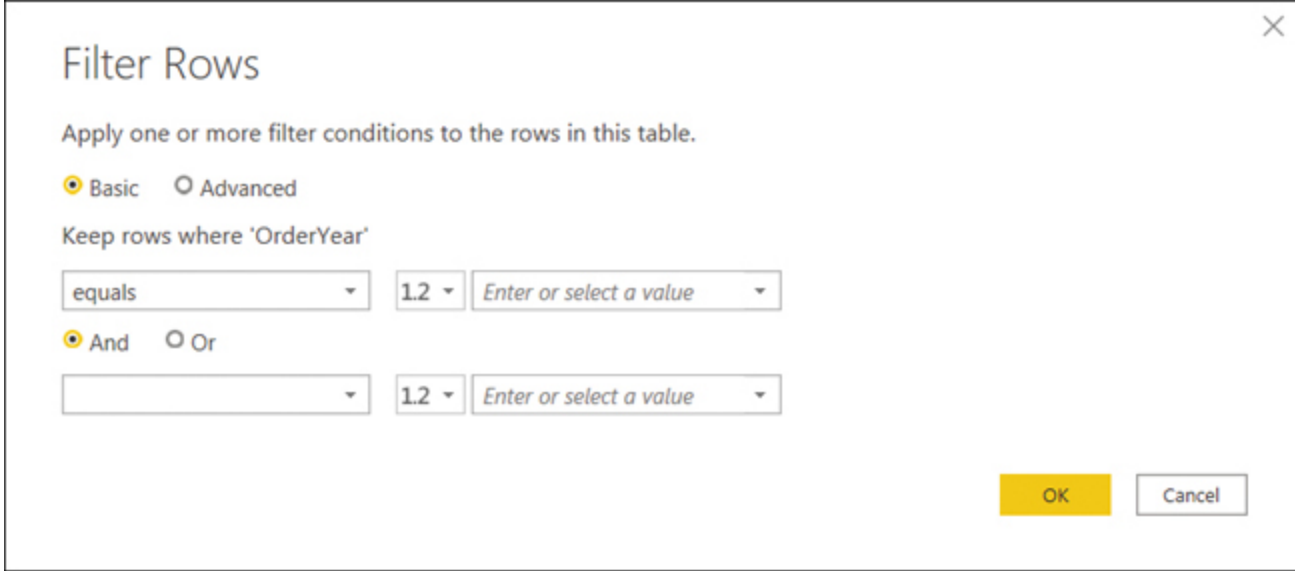 Filter Rows
Apply one or more filter conditions to the rows in this table.
Basic Advanced
Keep rows where 'OrderYear'
equals 1.2 Enter or select a value
And Or
1.2 Enter or select a value
OK Cancel